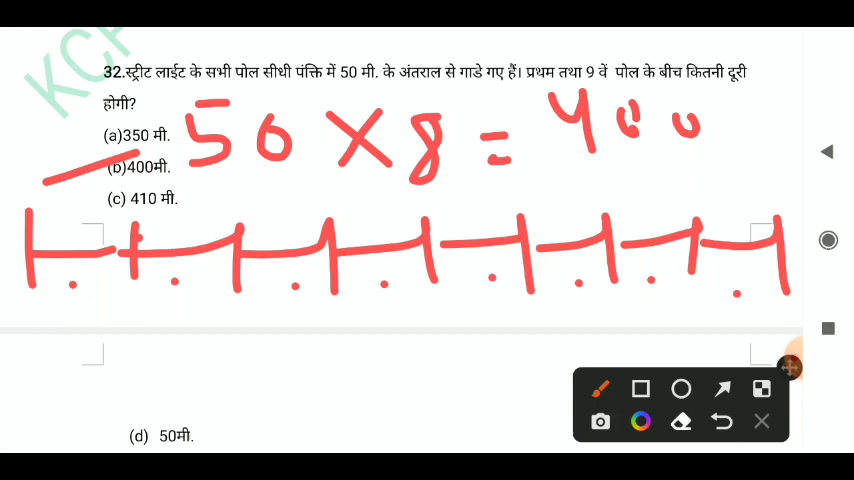 KCP
32.स्ट्रीट लाईट के सभी पोल सीधी पंक्ति में 50 मी. के अंतराल से गाडे गए हैं। प्रथम तथा 9 वें पोल के बीच कितनी दूरी
होगी?
(a)350 मी.
50 × 8 = 400
(b)400मी.
(c) 410 मी.
(d) 50मी.